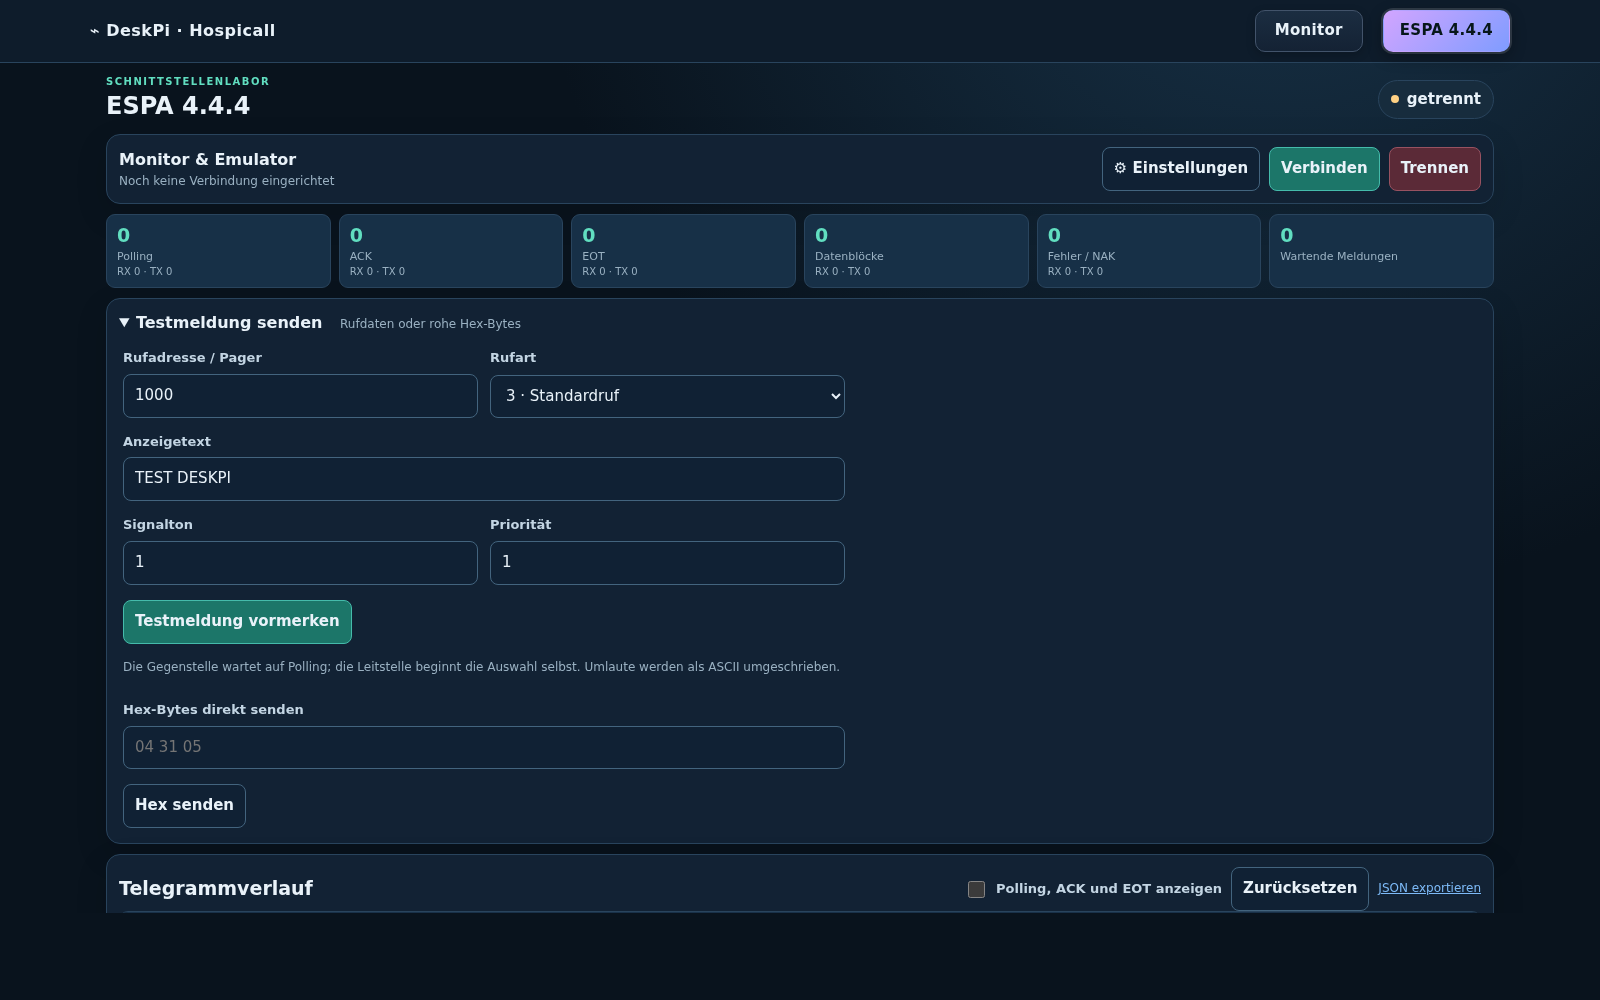 ⌁ DeskPi · Hospicall
Monitor
ESPA 4.4.4
SCHNITTSTELLENLABOR
ESPA 4.4.4
getrennt
Monitor & Emulator
Noch keine Verbindung eingerichtet
⚙ Einstellungen
Verbinden
Trennen
0
Polling
RX 0 · TX 0
0
ACK
RX 0 · TX 0
0
EOT
RX 0 · TX 0
0
Datenblöcke
RX 0 · TX 0
0
Fehler / NAK
RX 0 · TX 0
0
Wartende Meldungen
▼ Testmeldung senden Rufdaten oder rohe Hex-Bytes
Rufadresse / Pager
1000
Rufart
3 · Standardruf
Anzeigetext
TEST DESKPI
Signalton
1
Priorität
1
Testmeldung vormerken
Die Gegenstelle wartet auf Polling; die Leitstelle beginnt die Auswahl selbst. Umlaute werden als ASCII umgeschrieben.
Hex-Bytes direkt senden
04 31 05
Hex senden
Telegrammverlauf
Polling, ACK und EOT anzeigen
Zurücksetzen
JSON exportieren